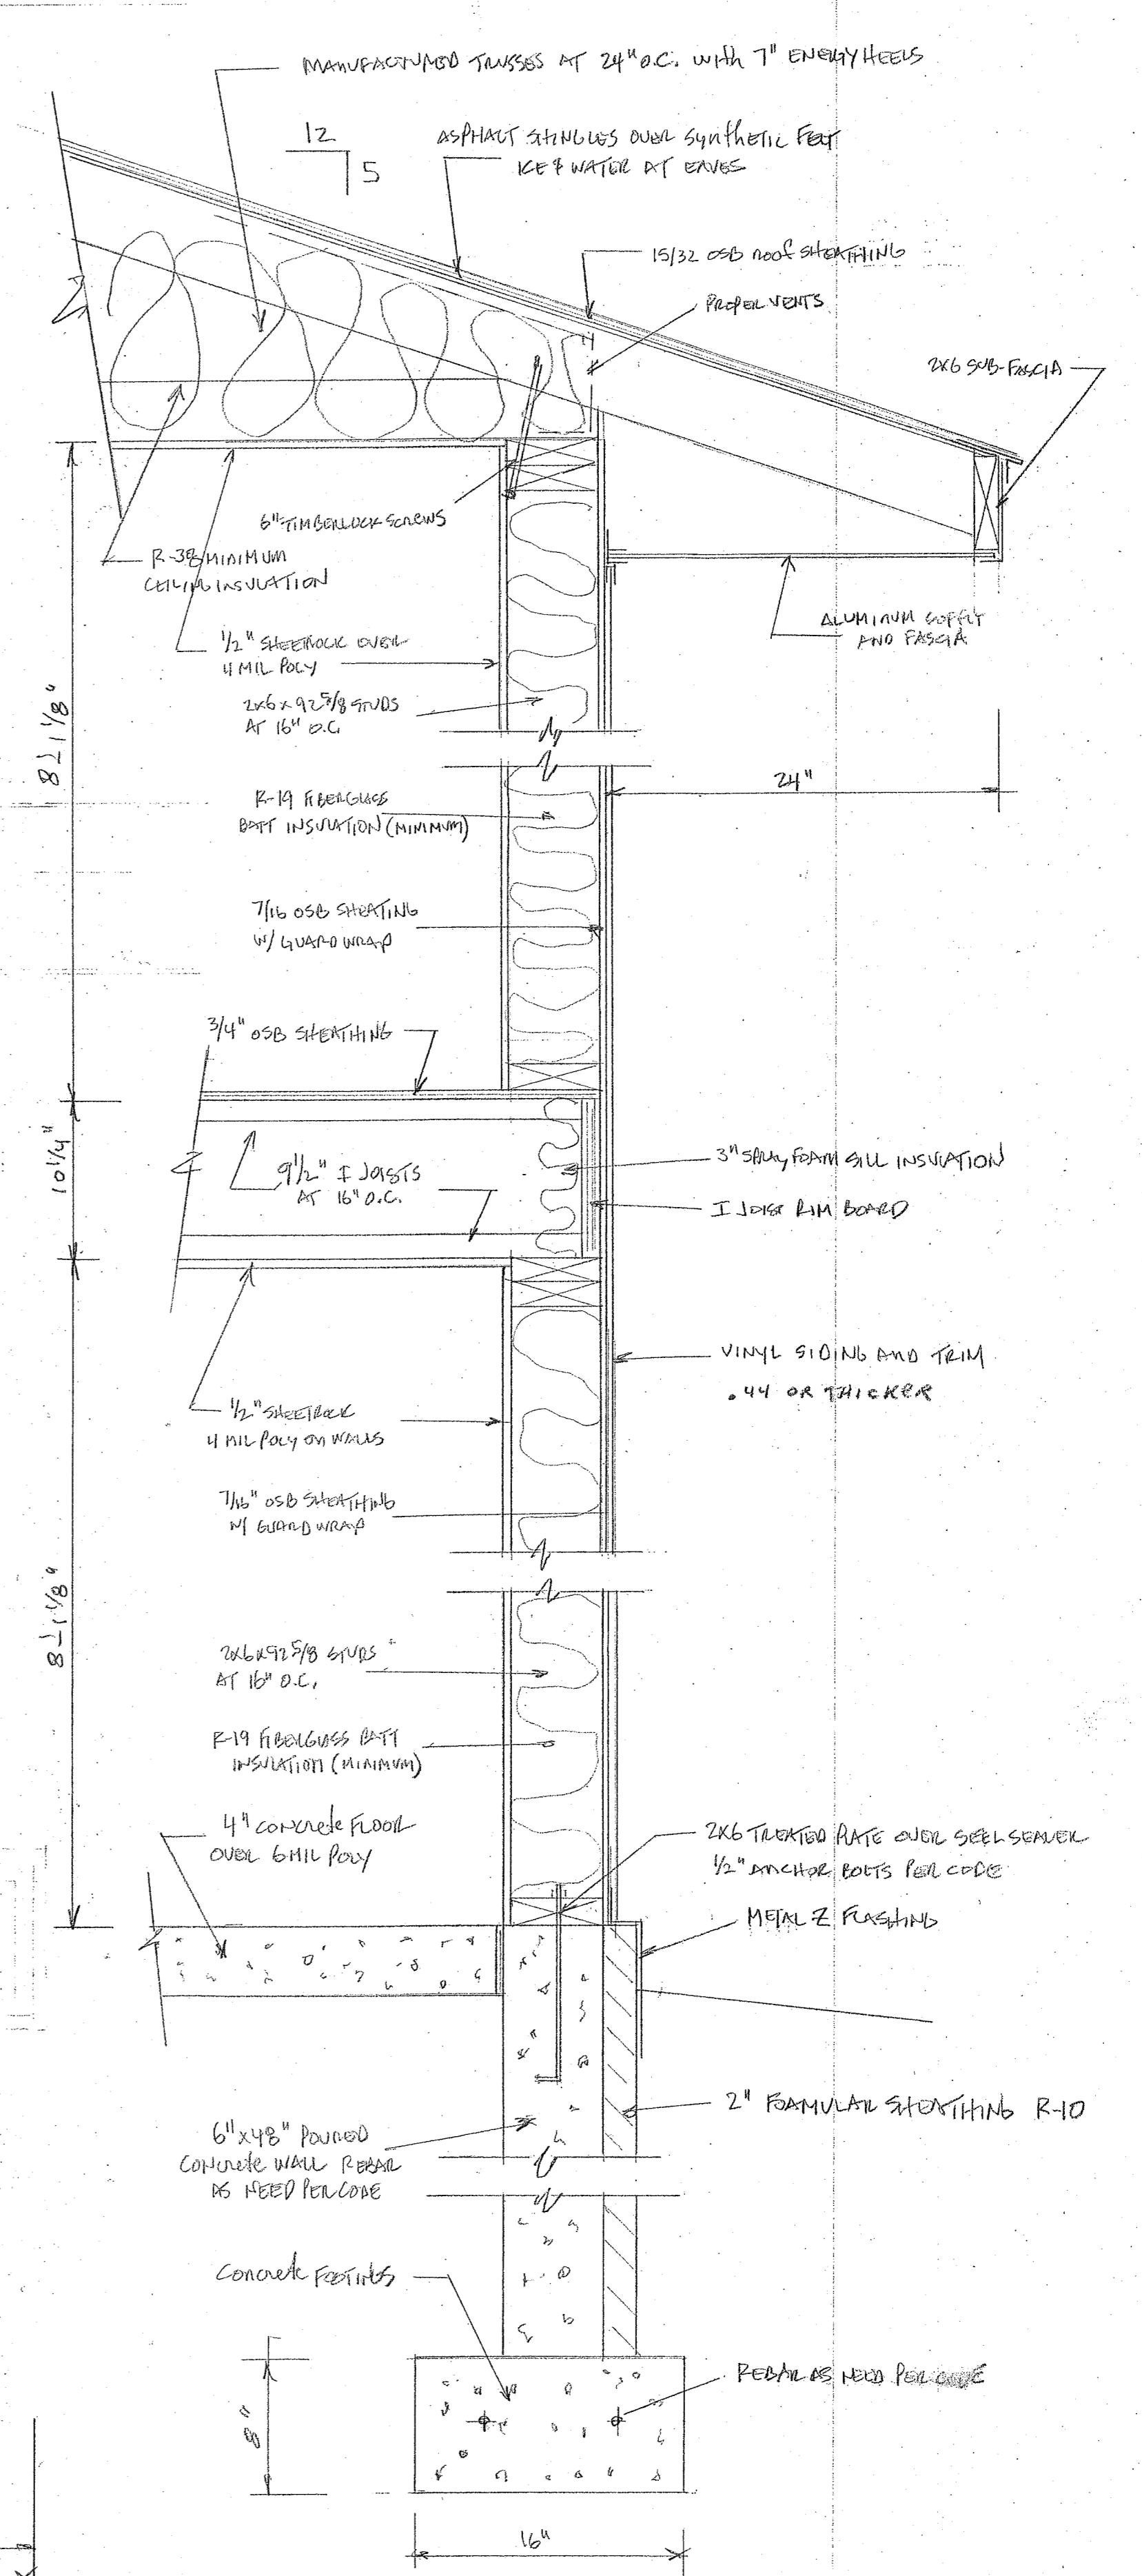 MANUFACTURED TRUSSES AT 24" O.C. with 7" ENERGY HEELS
12
5
ASPHALT SHINGLES OVER SYNTHETIC FELT
ICE & WATER AT EAVES
15/32 OSB ROOF SHEATHING
PROPER VENTS
2X6 SUB-FASCIA
6" TIMBERLOCK SCREWS
R-38 MINIMUM
CEILING INSULATION
ALUMINUM SOFFIT
AND FASCIA
1/2" SHEETROCK OVER
4 MIL POLY
2X6 x 92 5/8 STUDS
AT 16" O.C.
8'-1 1/8"
24"
R-19 FIBERGLASS
BATT INSULATION (MINIMUM)
7/16 OSB SHEATING
W/ GUARD WRAP
3/4" OSB SHEATHING
10 1/4"
9 1/2" I JOISTS
AT 16" O.C.
3" SPRAY FOAM SILL INSULATION
I JOIST RIM BOARD
VINYL SIDING AND TRIM
.44 OR THICKER
1/2" SHEETROCK
4 MIL POLY ON WALLS
7/16" OSB SHEATHING
W/ GUARD WRAP
8'-1 1/8"
2X6X92 5/8 STUDS
AT 16" O.C.
R-19 FIBERGLASS BATT
INSULATION (MINIMUM)
4" CONCRETE FLOOR
OVER 6 MIL POLY
2X6 TREATED PLATE OVER SEEL SEALER
1/2" ANCHOR BOLTS PER CODE
METAL Z FLASHING
2" FOAMULAR SHEATHING R-10
6"X48" POURED
CONCRETE WALL REBAR
AS NEED PER CODE
CONCRETE FOOTINGS
REBAR AS NEED PER CODE
8"
16"